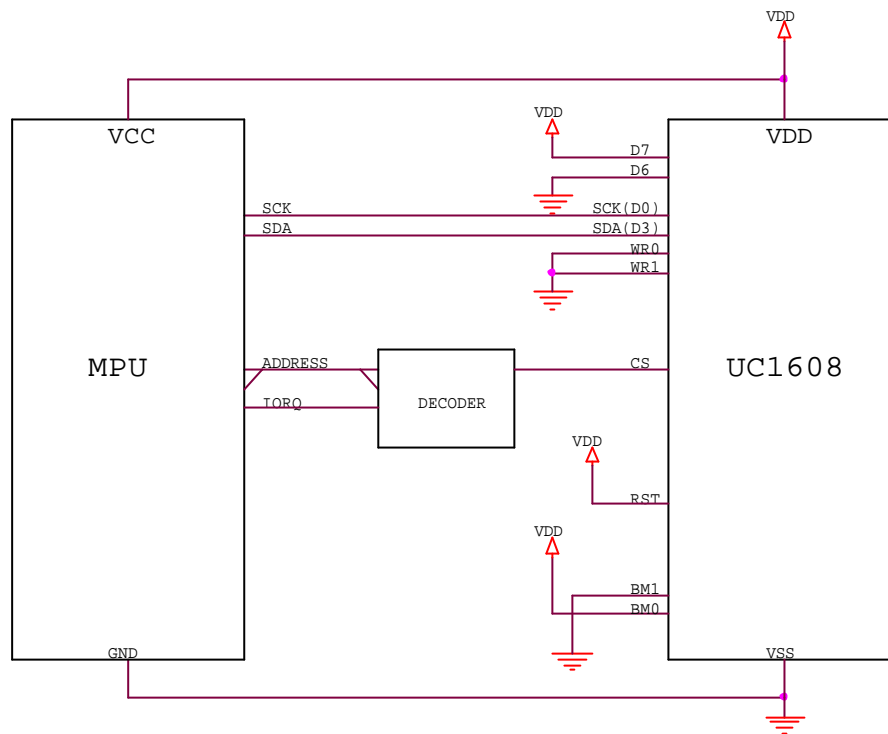 VDD
VCC
VDD
VDD
D7
D6
SCK
SCK(D0)
SDA
SDA(D3)
WR0
WR1
MPU
ADDRESS
CS
UC1608
IORQ
DECODER
VDD
RST
VDD
BM1
BM0
GND
VSS